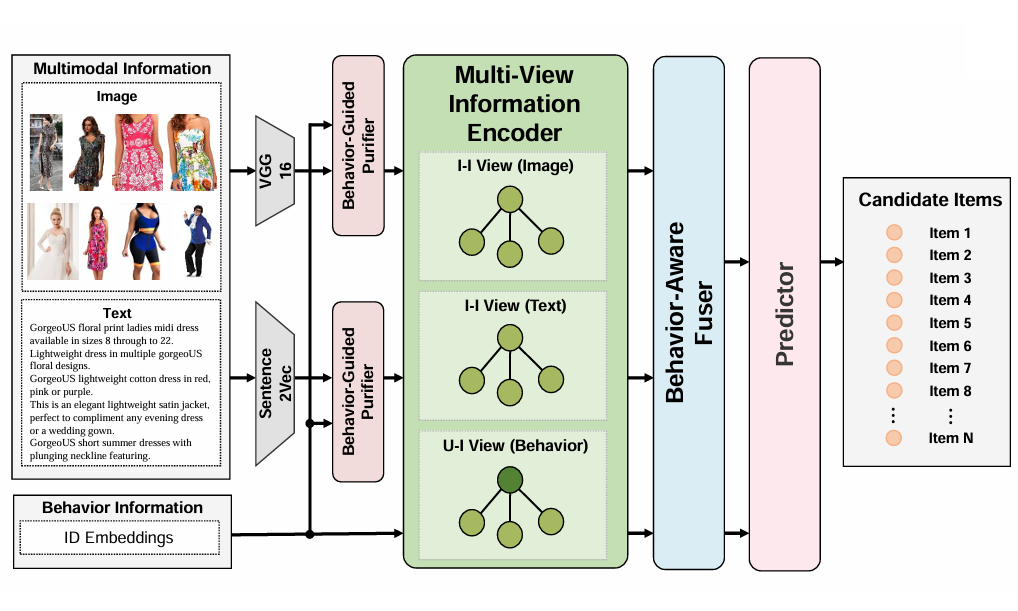 Multimodal Information
Image
Text
GorgeoUS floral print ladies midi dress
available in sizes 8 through to 22.
Lightweight dress in multiple gorgeoUS
floral designs.
GorgeoUS lightweight cotton dress in red,
pink or purple.
This is an elegant lightweight satin jacket,
perfect to compliment any evening dress
or a wedding gown.
GorgeoUS short summer dresses with
plunging neckline featuring.
Behavior Information
ID Embeddings
VGG
16
Sentence
2Vec
Behavior-Guided
Purifier
Behavior-Guided
Purifier
Multi-View
Information
Encoder
I-I View (Image)
I-I View (Text)
U-I View (Behavior)
Behavior-Aware
Fuser
Predictor
Candidate Items
Item 1
Item 2
Item 3
Item 4
Item 5
Item 6
Item 7
Item 8
Item N